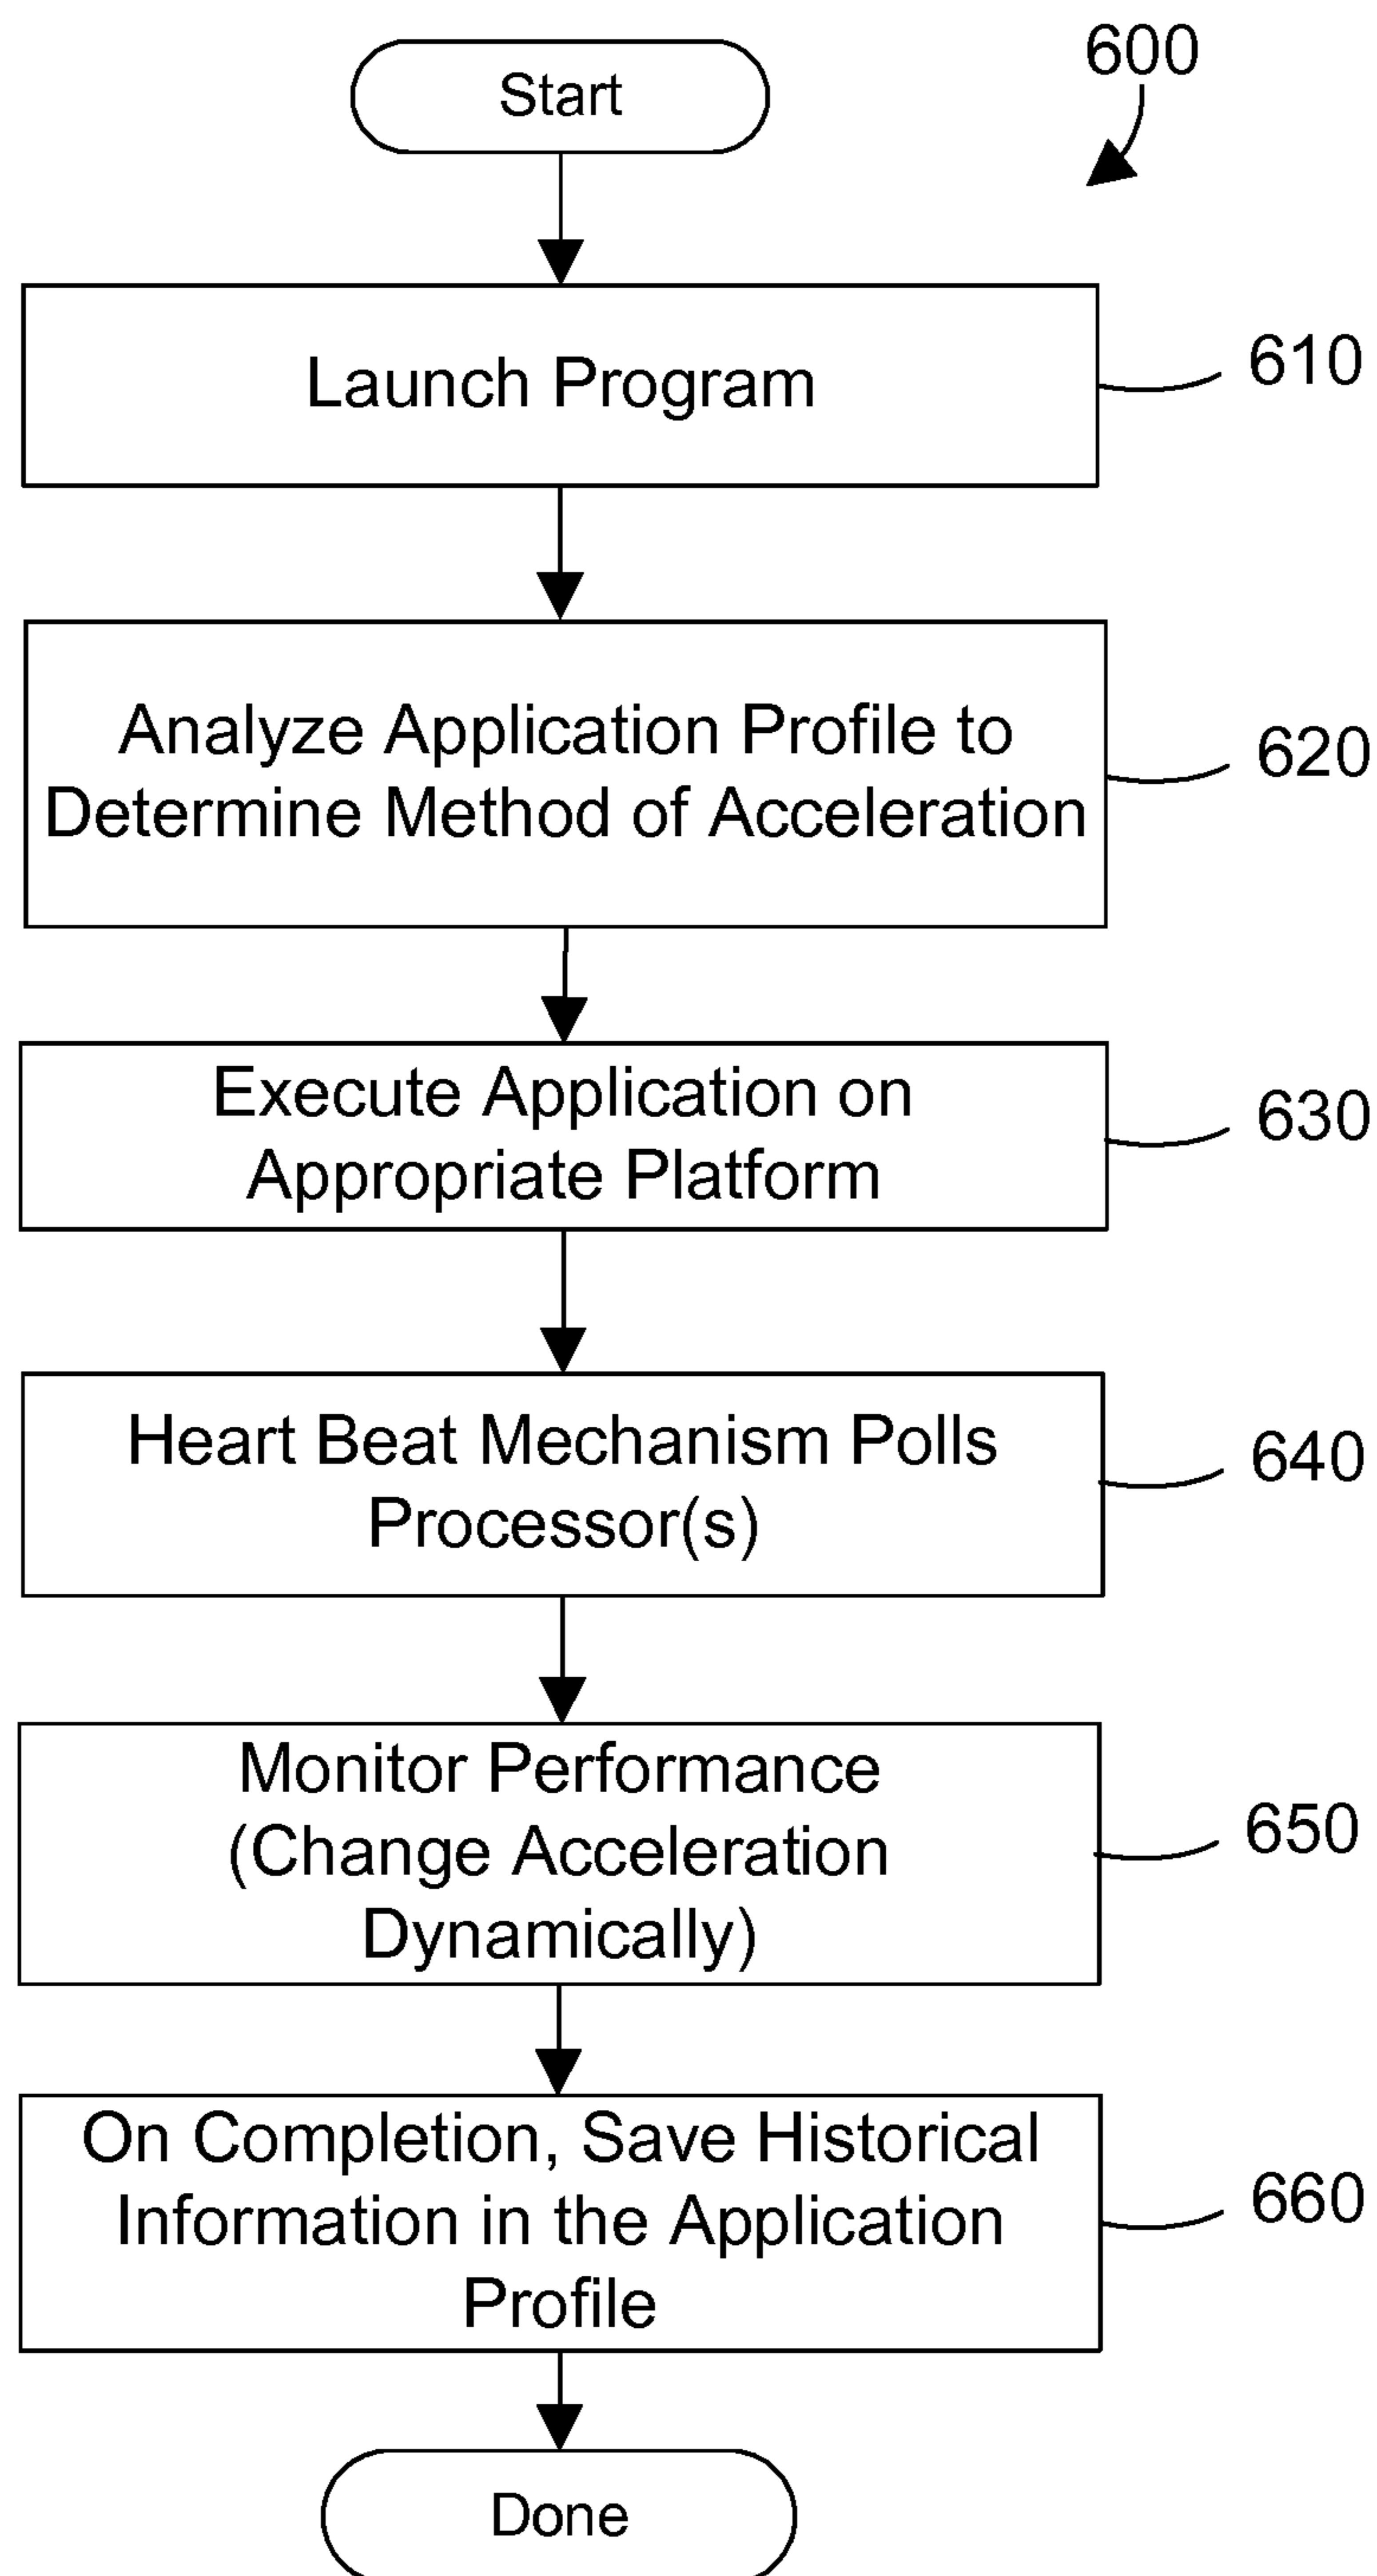 Start
600
Launch Program
610
Analyze Application Profile to
Determine Method of Acceleration
620
Execute Application on
Appropriate Platform
630
Heart Beat Mechanism Polls
Processor(s)
640
Monitor Performance
(Change Acceleration
Dynamically)
650
On Completion, Save Historical
Information in the Application
Profile
660
Done